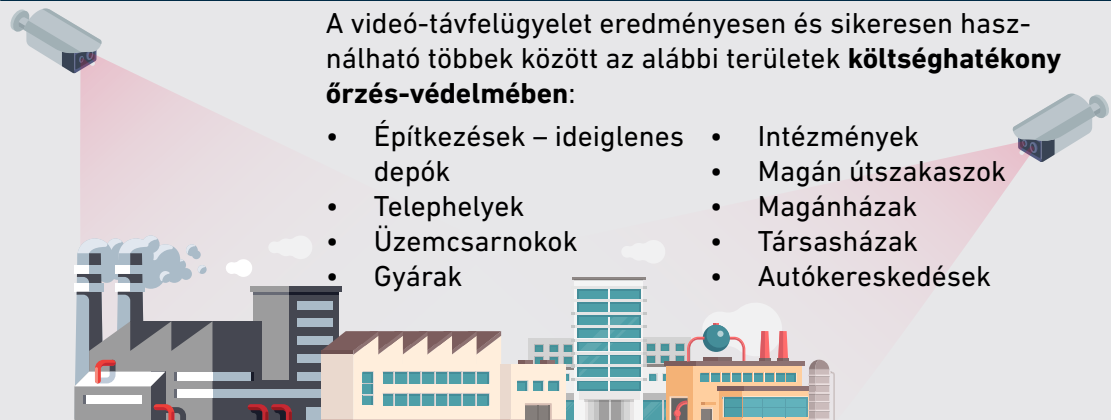 A videó-távfelügyelet eredményesen és sikeresen hasz-
nálható többek között az alábbi területek költséghatékony
őrzés-védelmében:
• Építkezések – ideiglenes
depók
• Telephelyek
• Üzemcsarnokok
• Gyárak
• Intézmények
• Magán útszakaszok
• Magánházak
• Társasházak
• Autókereskedések